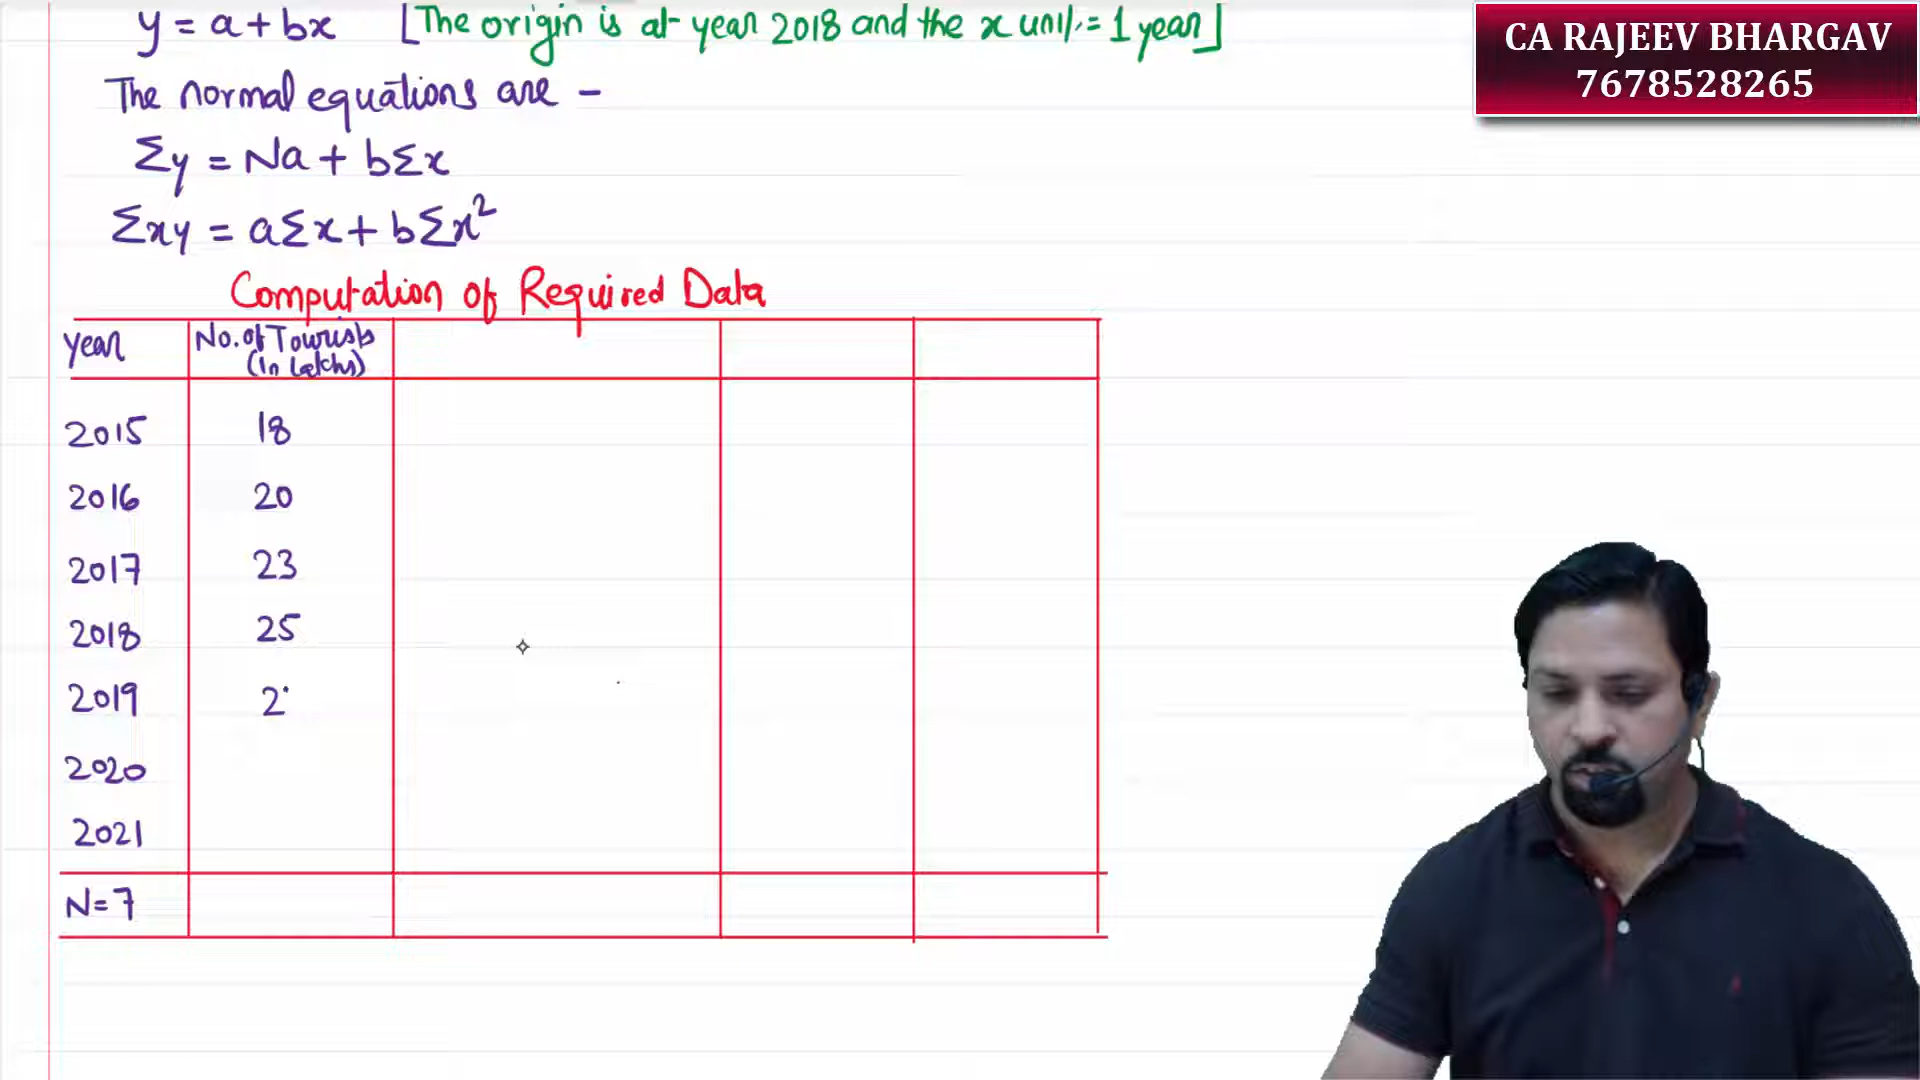 y = a + bx [The origin is at year 2018 and the x unit = 1 year]
CA RAJEEV BHARGAV
7678528265
The normal equations are –
Σy = Na + bΣx
Σxy = aΣx + bΣx²
Computation of Required Data
Year No. of Tourists
(In Lakhs)
2015 18
2016 20
2017 23
2018 25
2019 2
2020
2021
N = 7